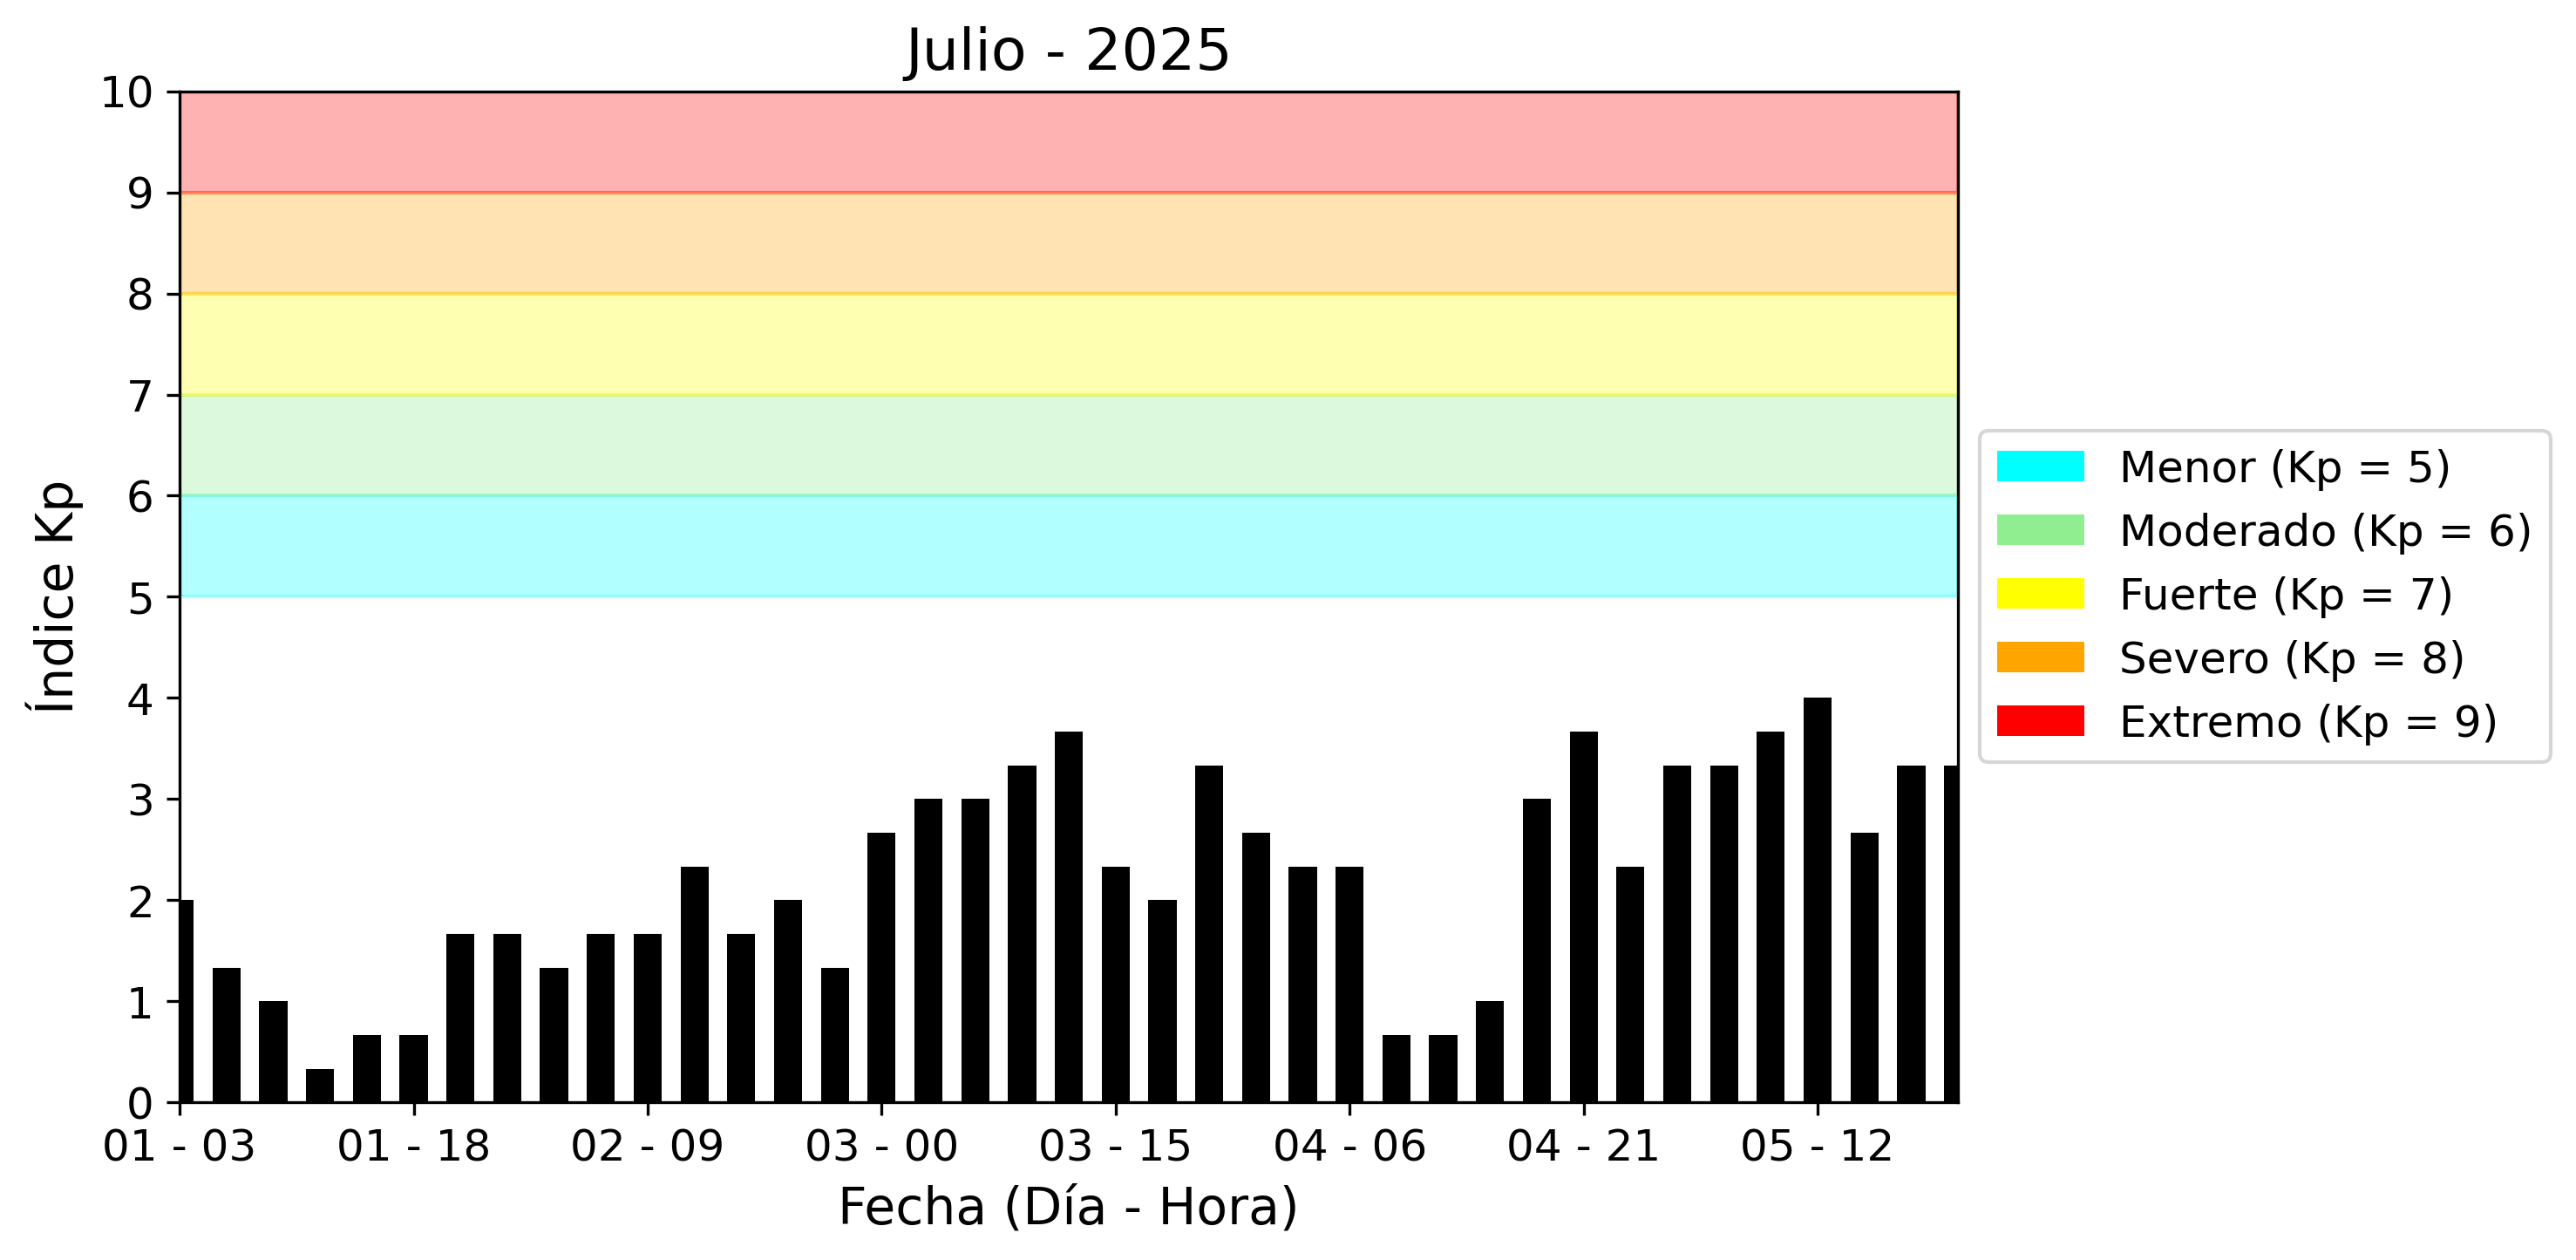 Julio - 2025
10
9
8
7
6
5
4
3
2
1
0
Índice Kp
01 - 03
01 - 18
02 - 09
03 - 00
03 - 15
04 - 06
04 - 21
05 - 12
Fecha (Día - Hora)
Menor (Kp = 5)
Moderado (Kp = 6)
Fuerte (Kp = 7)
Severo (Kp = 8)
Extremo (Kp = 9)